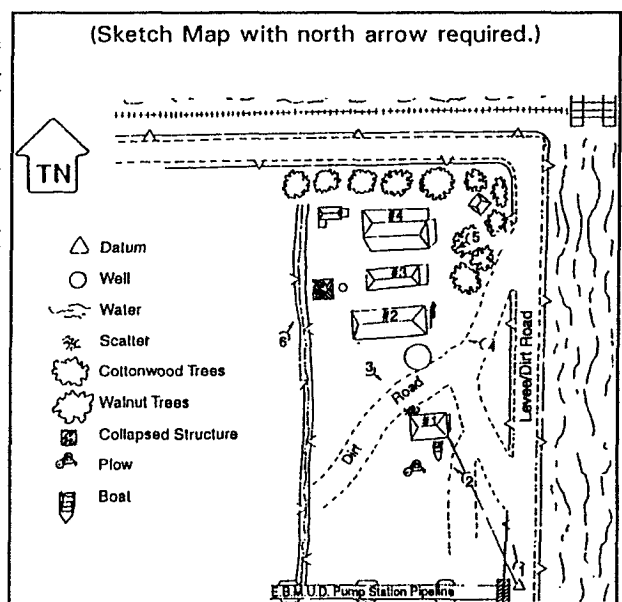 (Sketch Map with north arrow required.)
TN
Datum
Well
Water
Scatter
Cottonwood Trees
Walnut Trees
Collapsed Structure
Plow
Boat
#4
5
#3
#2
6
4
3
Dirt Road
Levee/Dirt Road
#1
2
1
E.B.M.U.D. Pump Station Pipeline